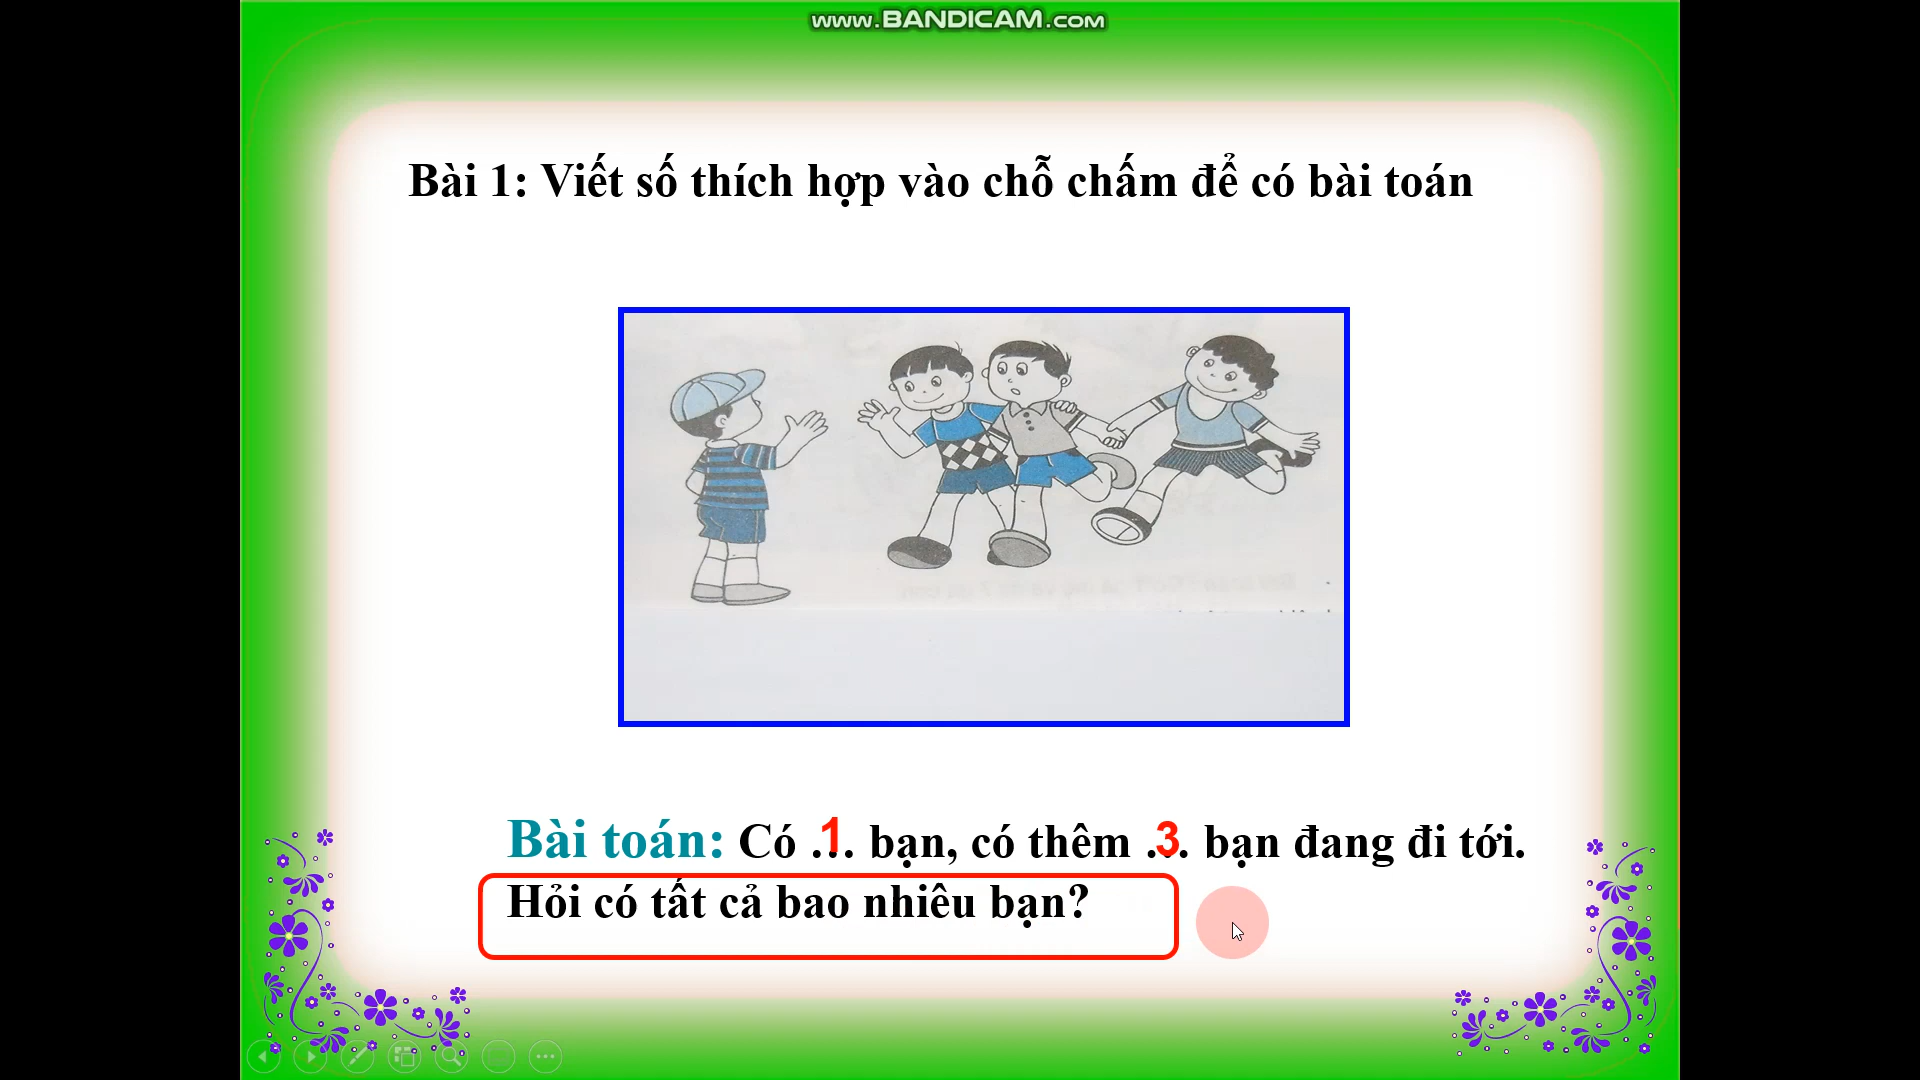 www.BANDICAM.com
Bài 1: Viết số thích hợp vào chỗ chấm để có bài toán
Bài toán: Có .1. bạn, có thêm .3. bạn đang đi tới.
Hỏi có tất cả bao nhiêu bạn?